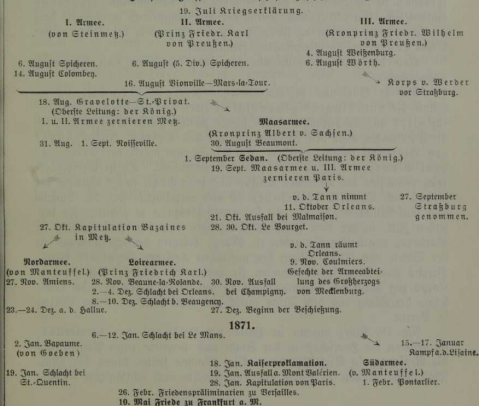 19. Juli Kriegserklärung.
I. Armee. II. Armee. III. Armee.
(von Steinmetz.) (Prinz Friedr. Karl (Kronprinz Friedr. Wilhelm
von Preußen.) von Preußen.)
4. August Weißenburg.
6. August Spicheren. 6. August (5. Div.) Spicheren. 6. August Wörth.
14. August Colombey.
16. August Vionville—Mars-la-Tour. Korps v. Werder
vor Straßburg.
18. Aug. Gravelotte—St.-Privat.
(Oberste Leitung: der König.)
I. u. II. Armee zernieren Metz. Maasarmee.
(Kronprinz Albert v. Sachsen.)
31. Aug. 1. Sept. Noisseville. 30. August Beaumont.
1. September Sedan. (Oberste Leitung: der König.)
19. Sept. Maasarmee u. III. Armee
zernieren Paris.
v. d. Tann nimmt 27. September
11. Oktober Orleans. Straßburg
21. Okt. Ausfall bei Malmaison. genommen.
27. Okt. Kapitulation Bazaines 28. 30. Okt. Le Bourget.
in Metz.
v. d. Tann räumt
Orleans.
Nordarmee. Loirearmee. 9. Nov. Coulmiers.
(von Manteuffel.) (Prinz Friedrich Karl.) Gefechte der Armeeabtei-
27. Nov. Amiens. 28. Nov. Beaune-la-Rolande. 30. Nov. Ausfall lung des Großherzogs
2.—4. Dez. Schlacht bei Orleans. bei Champigny. von Mecklenburg.
8.—10. Dez. Schlacht b. Beaugency.
23.—24. Dez. a. d. Hallue. 27. Dez. Beginn der Beschießung.
1871.
6.—12. Jan. Schlacht bei Le Mans.
2. Jan. Bapaume. 15.—17. Januar
(von Goeben) Kampf a. d. Lisaine.
18. Jan. Kaiserproklamation. Südarmee.
19. Jan. Schlacht bei 19. Jan. Ausfall a. Mont Valérien. (v. Manteuffel.)
St.-Quentin. 28. Jan. Kapitulation von Paris. 1. Febr. Pontarlier.
26. Febr. Friedenspräliminarien zu Versailles.
10. Mai Friede zu Frankfurt a. M.